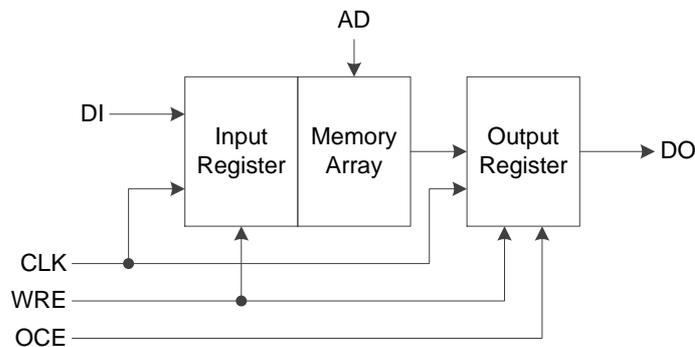 AD
DI
Input
Register
Memory
Array
Output
Register
DO
CLK
WRE
OCE